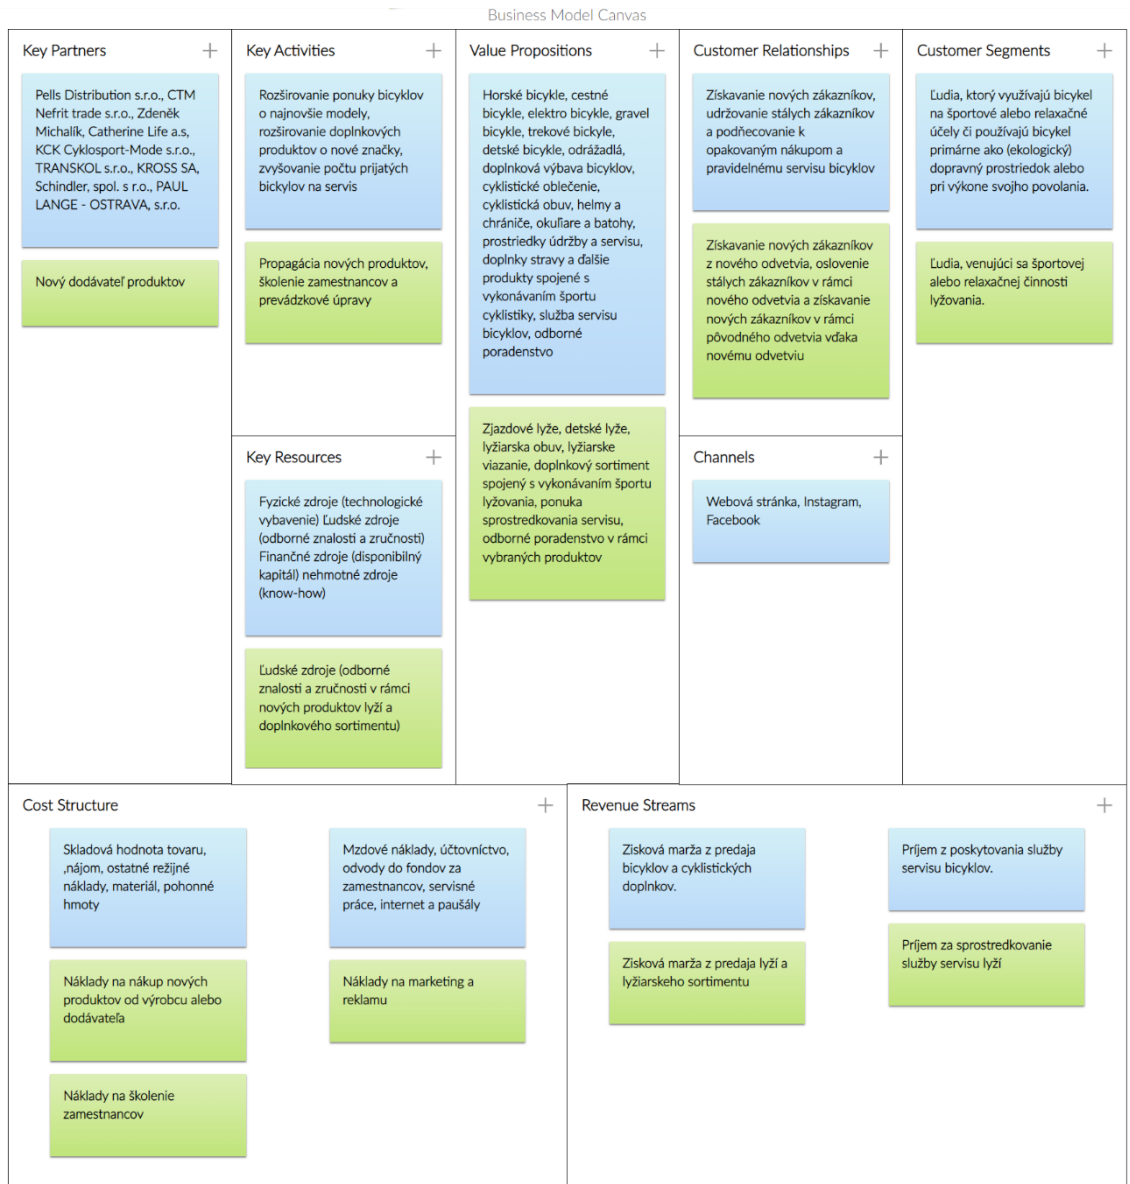 Business Model Canvas
Key Partners
Pells Distribution s.r.o., CTM
Nefrit trade s.r.o., Zdeněk
Michalík, Catherine Life a.s,
KCK Cyklosport-Mode s.r.o.,
TRANSKOL s.r.o., KROSS SA,
Schindler, spol. s r.o., PAUL
LANGE - OSTRAVA, s.r.o.
Nový dodávateľ produktov
Key Activities
Rozširovanie ponuky bicyklov
o najnovšie modely,
rozširovanie doplnkových
produktov o nové značky,
zvyšovanie počtu prijatých
bickylov na servis
Propagácia nových produktov,
školenie zamestnancov a
prevádzkové úpravy
Key Resources
Fyzické zdroje (technologické
vybavenie) Ľudské zdroje
(odborné znalosti a zručnosti)
Finančné zdroje (disponibilný
kapitál) nehmotné zdroje
(know-how)
Ľudské zdroje (odborné
znalosti a zručnosti v rámci
nových produktov lyží a
doplnkového sortimentu)
Value Propositions
Horské bicykle, cestné
bicykle, elektro bicykle, gravel
bicykle, trekové bickyle,
detské bicykle, odrážadlá,
doplnková výbava bicyklov,
cyklistické oblečenie,
cyklistická obuv, helmy a
chrániče, okuliare a batohy,
prostriedky údržby a servisu,
doplnky stravy a ďalšie
produkty spojené s
vykonávaním športu
cyklistiky, služba servisu
bicyklov, odborné
poradenstvo
Zjazdové lyže, detské lyže,
lyžiarska obuv, lyžiarske
viazanie, doplnkový sortiment
spojený s vykonávaním športu
lyžovania, ponuka
sprostredkovania servisu,
odborné poradenstvo v rámci
vybraných produktov
Customer Relationships
Získavanie nových zákazníkov,
udržovanie stálych zákazníkov
a podňecovanie k
opakovaným nákupom a
pravidelnému servisu bicyklov
Získavanie nových zákazníkov
z nového odvetvia, oslovenie
stálych zákazníkov v rámci
nového odvetvia a získavanie
nových zákazníkov v rámci
pôvodného odvetvia vďaka
novému odvetviu
Channels
Webová stránka, Instagram,
Facebook
Customer Segments
Ľudia, ktorý využívajú bicykel
na športové alebo relaxačné
účely či používajú bicykel
primárne ako (ekologický)
dopravný prostriedok alebo
pri výkone svojho povolania.
Ľudia, venujúci sa športovej
alebo relaxačnej činnosti
lyžovania.
Cost Structure
Skladová hodnota tovaru,
,nájom, ostatné režijné
náklady, materiál, pohonné
hmoty
Náklady na nákup nových
produktov od výrobcu alebo
dodávateľa
Náklady na školenie
zamestnancov
Mzdové náklady, účtovníctvo,
odvody do fondov za
zamestnancov, servisné
práce, internet a paušály
Náklady na marketing a
reklamu
Revenue Streams
Zisková marža z predaja
bicyklov a cyklistických
doplnkov.
Zisková marža z predaja lyží a
lyžiarskeho sortimentu
Príjem z poskytovania služby
servisu bicyklov.
Príjem za sprostredkovanie
služby servisu lyží